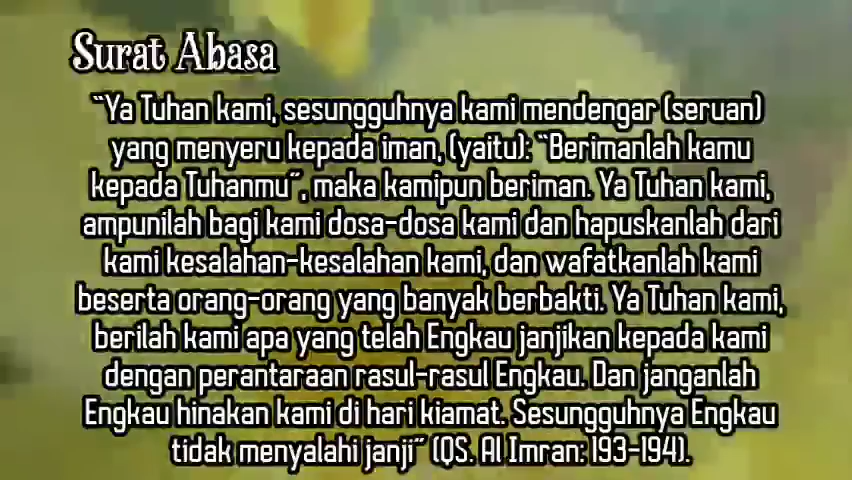 Surat Abasa
“Ya Tuhan kami, sesungguhnya kami mendengar (seruan)
yang menyeru kepada iman, (yaitu): “Berimanlah kamu
kepada Tuhanmu”, maka kamipun beriman. Ya Tuhan kami,
ampunilah bagi kami dosa-dosa kami dan hapuskanlah dari
kami kesalahan-kesalahan kami, dan wafatkanlah kami
beserta orang-orang yang banyak berbakti. Ya Tuhan kami,
berilah kami apa yang telah Engkau janjikan kepada kami
dengan perantaraan rasul-rasul Engkau. Dan janganlah
Engkau hinakan kami di hari kiamat. Sesungguhnya Engkau
tidak menyalahi janji” (QS. Al Imran: 193-194).